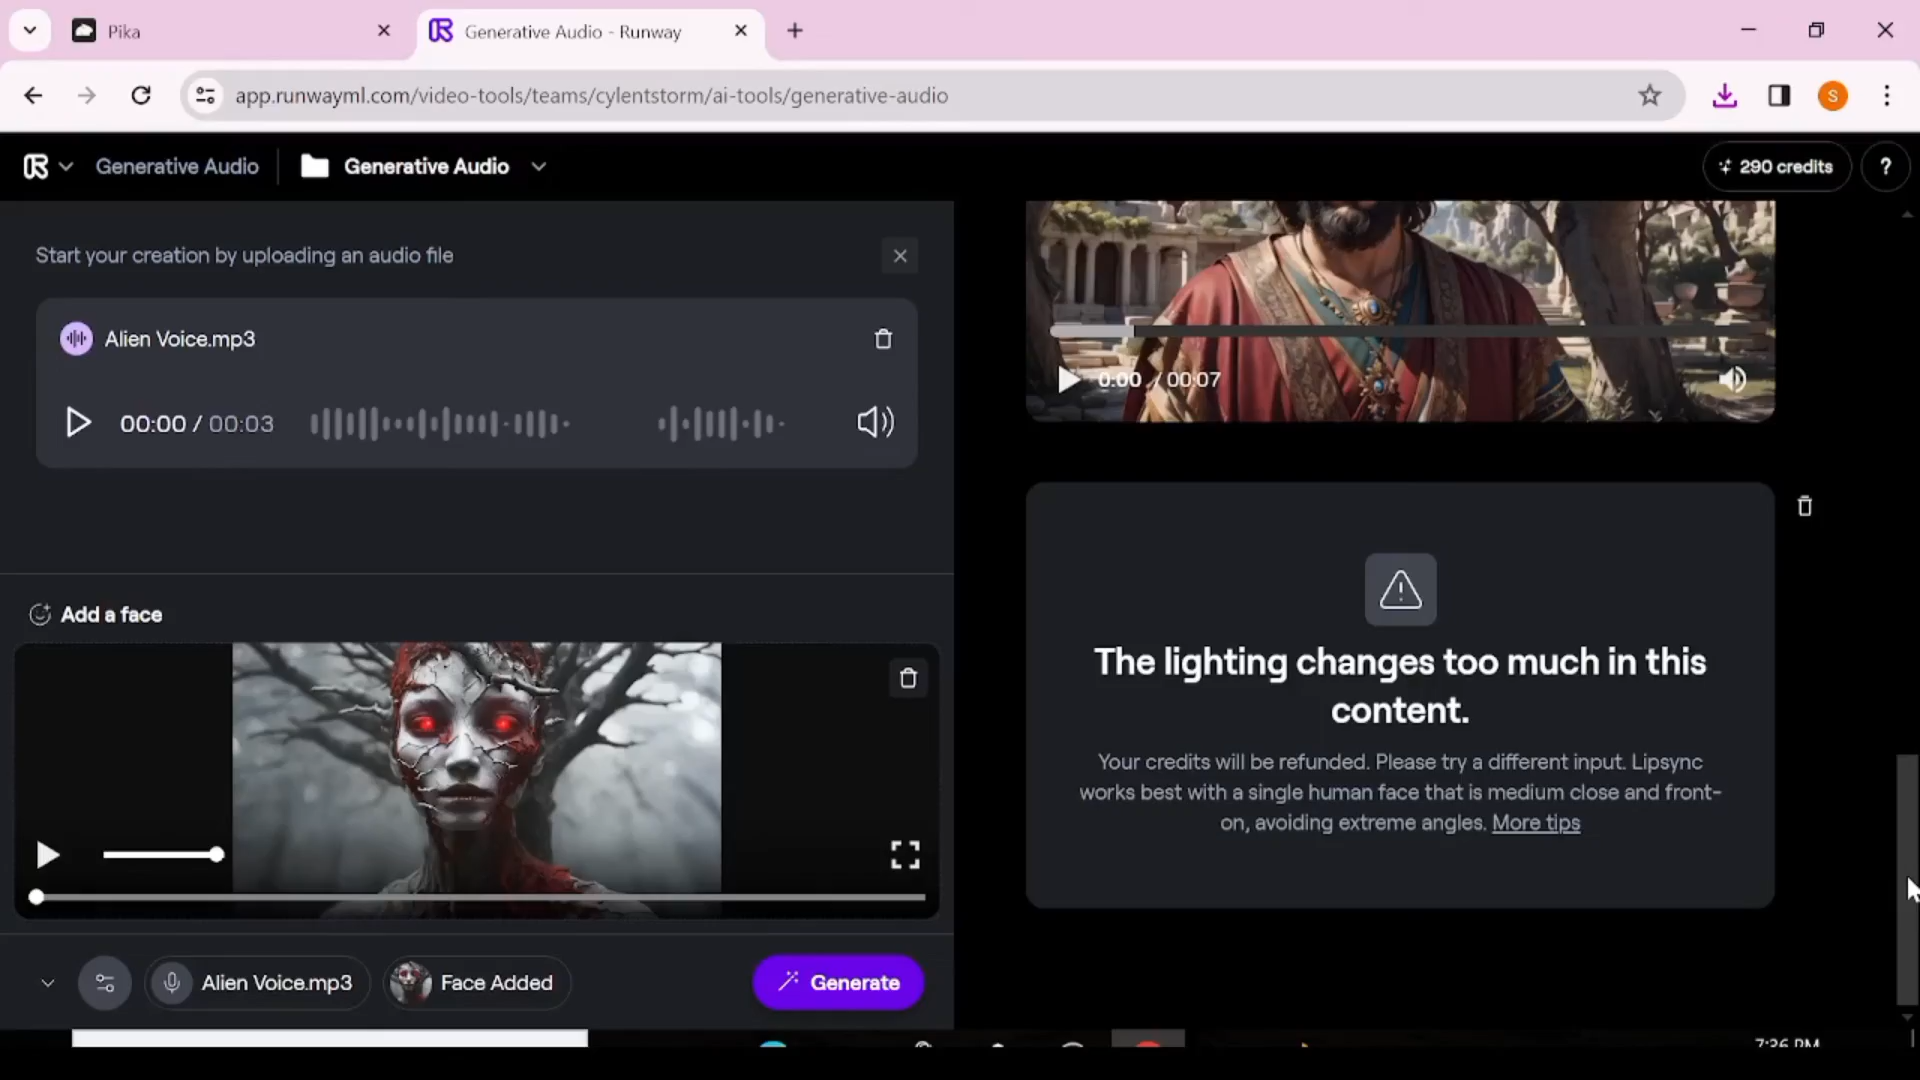 Pika
Generative Audio - Runway
app.runwayml.com/video-tools/teams/cylentstorm/ai-tools/generative-audio
S
Generative Audio
Generative Audio
290 credits
?
Start your creation by uploading an audio file
Alien Voice.mp3
00:00 / 00:03
Add a face
Alien Voice.mp3
Face Added
Generate
0:00 / 00:07
The lighting changes too much in this
content.
Your credits will be refunded. Please try a different input. Lipsync
works best with a single human face that is medium close and front-
on, avoiding extreme angles. More tips
7:36 PM